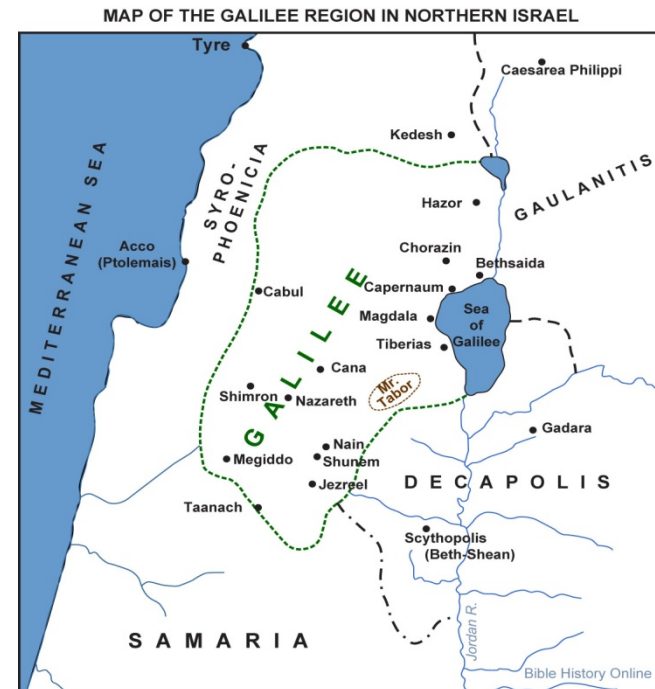 MAP OF THE GALILEE REGION IN NORTHERN ISRAEL
Tyre
Caesarea Philippi
MEDITERRANEAN SEA
SYRO-
PHOENICIA
Kedesh
GAULANITIS
Hazor
Acco
(Ptolemais)
Chorazin
Bethsaida
Cabul
Capernaum
GALILEE
Magdala
Sea
of
Galilee
Tiberias
Cana
Mr.
Tabor
Shimron
Nazareth
Gadara
Nain
Megiddo
Shunem
Jezreel
DECAPOLIS
Taanach
Scythopolis
(Beth-Shean)
SAMARIA
Jordan R.
Bible History Online